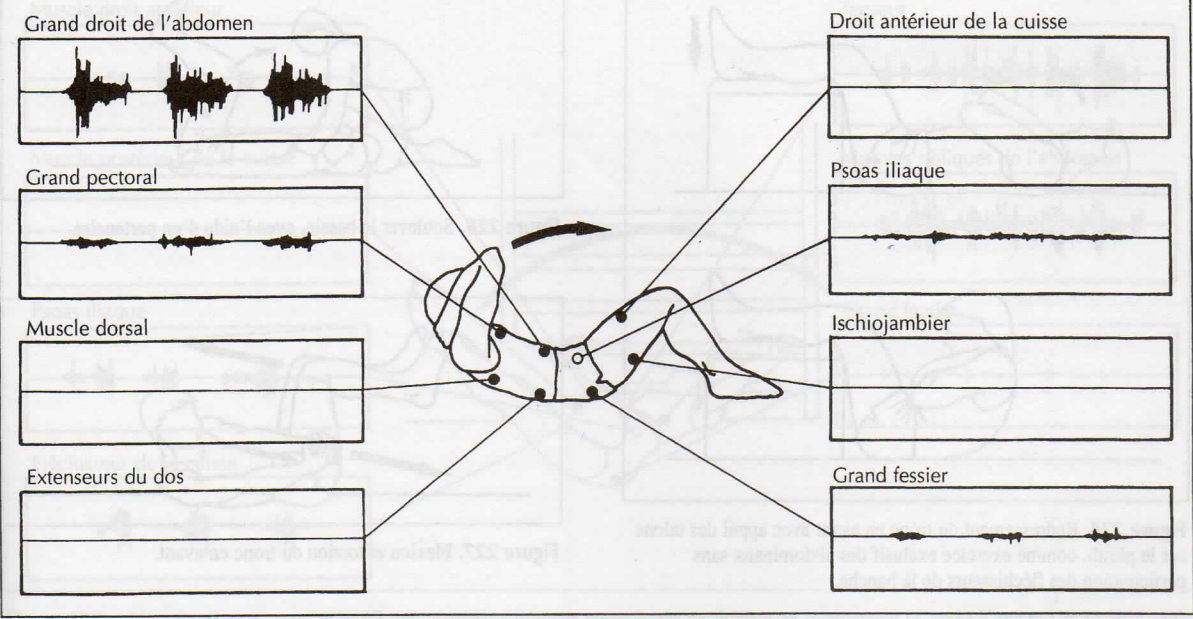 Grand droit de l'abdomen
Grand pectoral
Muscle dorsal
Extenseurs du dos
Droit antérieur de la cuisse
Psoas iliaque
Ischiojambier
Grand fessier